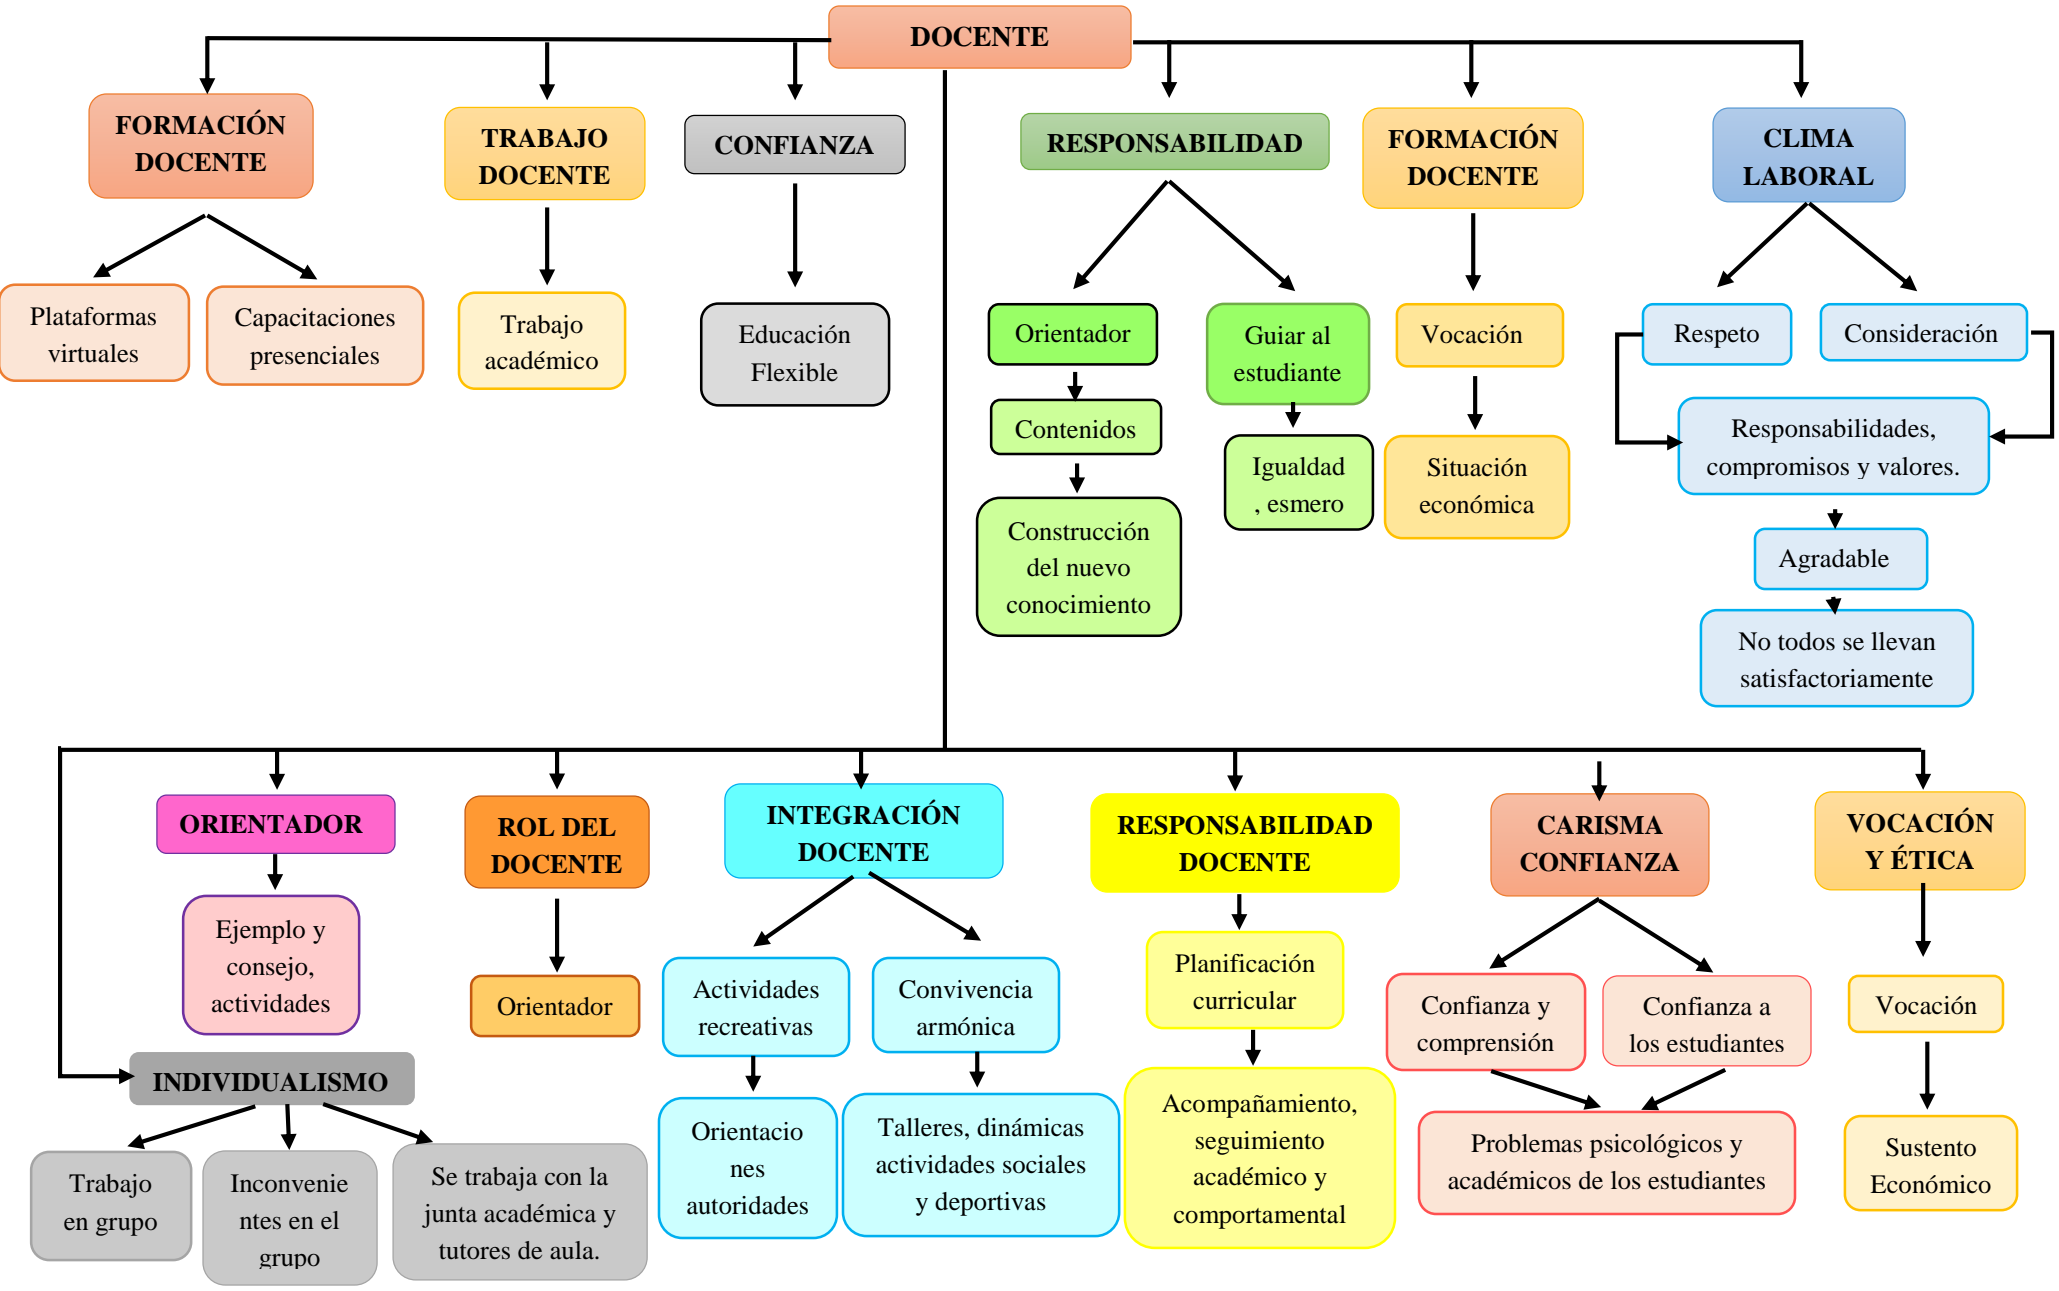 DOCENTE
FORMACIÓN
DOCENTE
TRABAJO
DOCENTE
CONFIANZA
RESPONSABILIDAD
FORMACIÓN
DOCENTE
CLIMA
LABORAL
Plataformas
virtuales
Capacitaciones
presenciales
Trabajo
académico
Educación
Flexible
Orientador
Guiar al
estudiante
Vocación
Respeto
Consideración
Contenidos
Igualdad
, esmero
Situación
económica
Responsabilidades,
compromisos y valores.
Construcción
del nuevo
conocimiento
Agradable
No todos se llevan
satisfactoriamente
ORIENTADOR
ROL DEL
DOCENTE
INTEGRACIÓN
DOCENTE
RESPONSABILIDAD
DOCENTE
CARISMA
CONFIANZA
VOCACIÓN
Y ÉTICA
Ejemplo y
consejo,
actividades
Orientador
Actividades
recreativas
Convivencia
armónica
Planificación
curricular
Confianza y
comprensión
Confianza a
los estudiantes
Vocación
INDIVIDUALISMO
Trabajo
en grupo
Inconvenie
ntes en el
grupo
Se trabaja con la
junta académica y
tutores de aula.
Orientacio
nes
autoridades
Talleres, dinámicas
actividades sociales
y deportivas
Acompañamiento,
seguimiento
académico y
comportamental
Problemas psicológicos y
académicos de los estudiantes
Sustento
Económico